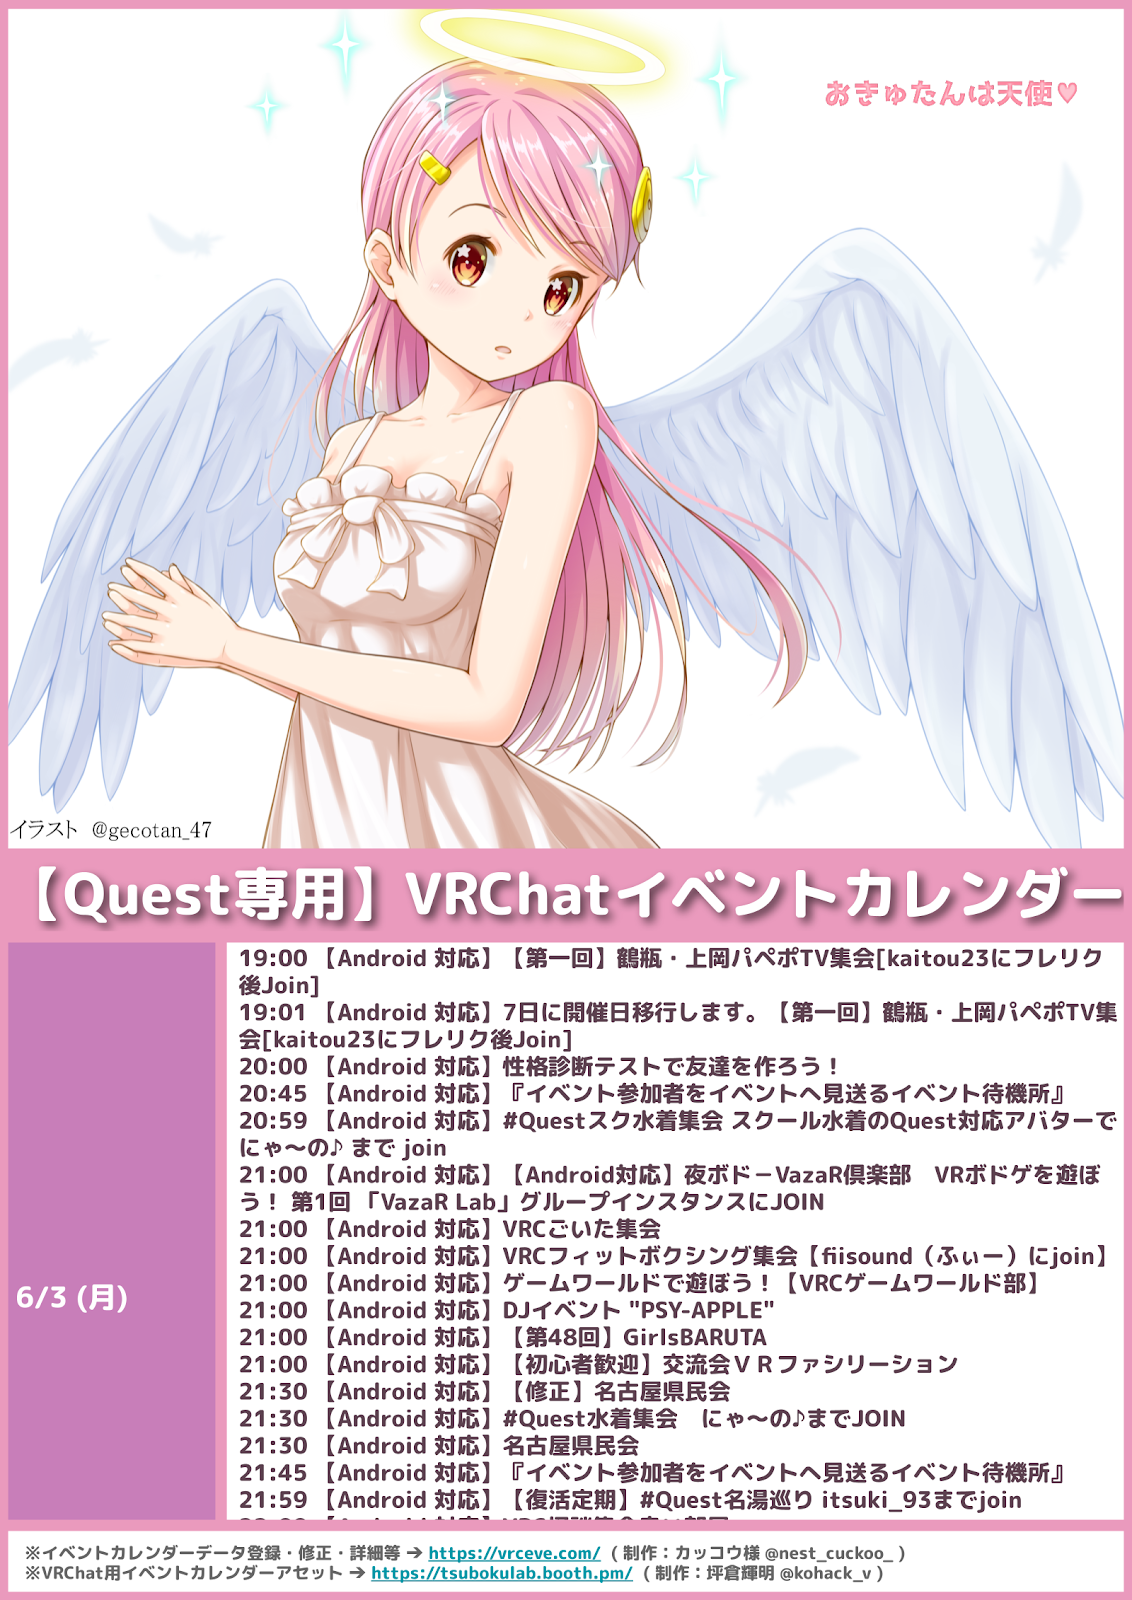 おきゅたんは天使♥
イラスト @gecotan_47
【Quest専用】VRChatイベントカレンダー
6/3 (月)
19:00 【Android 対応】【第一回】鶴瓶・上岡パペポTV集会[kaitou23にフレリク
後Join]
19:01 【Android 対応】7日に開催日移行します。【第一回】鶴瓶・上岡パペポTV集
会[kaitou23にフレリク後Join]
20:00 【Android 対応】性格診断テストで友達を作ろう！
20:45 【Android 対応】『イベント参加者をイベントへ見送るイベント待機所』
20:59 【Android 対応】#Questスク水着集会 スクール水着のQuest対応アバターで
にゃ〜の♪ まで join
21:00 【Android 対応】【Android対応】夜ボドーVazaR倶楽部　VRボドゲを遊ぼ
う！ 第1回 「VazaR Lab」グループインスタンスにJOIN
21:00 【Android 対応】VRCごいた集会
21:00 【Android 対応】VRCフィットボクシング集会【fiisound（ふぃー）にjoin】
21:00 【Android 対応】ゲームワールドで遊ぼう！【VRCゲームワールド部】
21:00 【Android 対応】DJイベント "PSY-APPLE"
21:00 【Android 対応】【第48回】GirlsBARUTA
21:00 【Android 対応】【初心者歓迎】交流会ＶＲファシリーション
21:30 【Android 対応】【修正】名古屋県民会
21:30 【Android 対応】#Quest水着集会　にゃ〜の♪までJOIN
21:30 【Android 対応】名古屋県民会
21:45 【Android 対応】『イベント参加者をイベントへ見送るイベント待機所』
21:59 【Android 対応】【復活定期】#Quest名湯巡り itsuki_93までjoin
※イベントカレンダーデータ登録・修正・詳細等 → https://vrceve.com/ （制作：カッコウ様 @nest_cuckoo_ ）
※VRChat用イベントカレンダーアセット → https://tsubokulab.booth.pm/ （制作：坪倉輝明 @kohack_v ）